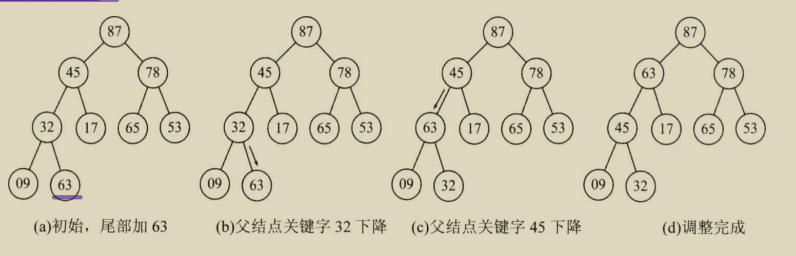 87 87 87 87
45 78 45 78 45 78 63 78
32 17 65 53 32 17 65 53 63 17 65 53 45 17 65 53
09 63 09 63 09 32 09 32
(a)初始，尾部加 63 (b)父结点关键字 32 下降 (c)父结点关键字 45 下降 (d)调整完成